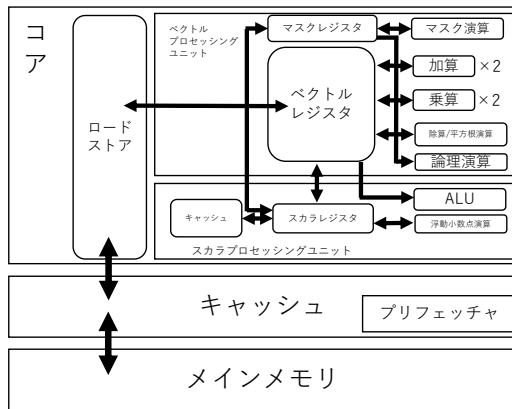 コ
ア
ベクトル
プロセッシング
ユニット
マスクレジスタ
マスク演算
ベクトル
レジスタ
加算 ×2
乗算 ×2
ロード
ストア
除算/平方根演算
論理演算
キャッシュ
スカラレジスタ
ALU
浮動小数点演算
スカラプロセッシングユニット
キャッシュ
プリフェッチャ
メインメモリ